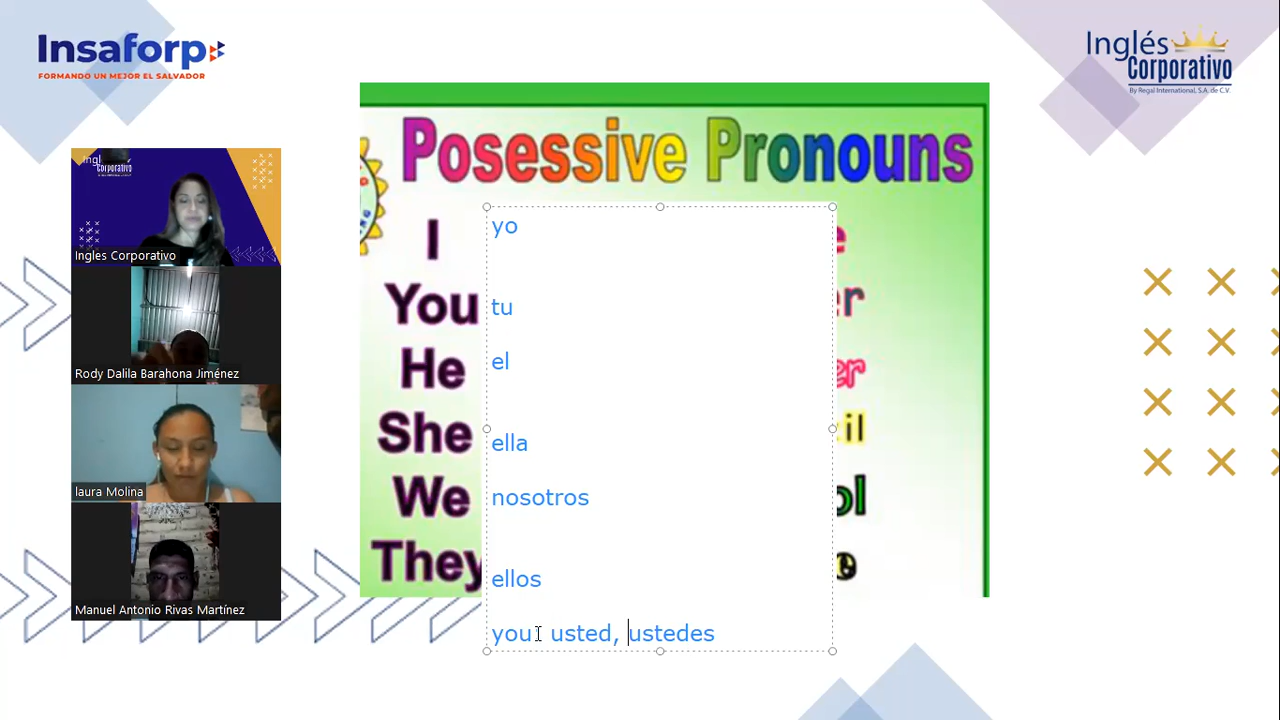 Insaforp
FORMANDO UN MEJOR EL SALVADOR
Inglés
Corporativo
By Regal International, S.A. de C.V.
Posessive Pronouns
I
You
He
She
We
They
yo
tu
el
ella
nosotros
ellos
you: usted, ustedes
Corporativo
Ingles Corporativo
Rody Dalila Barahona Jiménez
laura Molina
Manuel Antonio Rivas Martínez